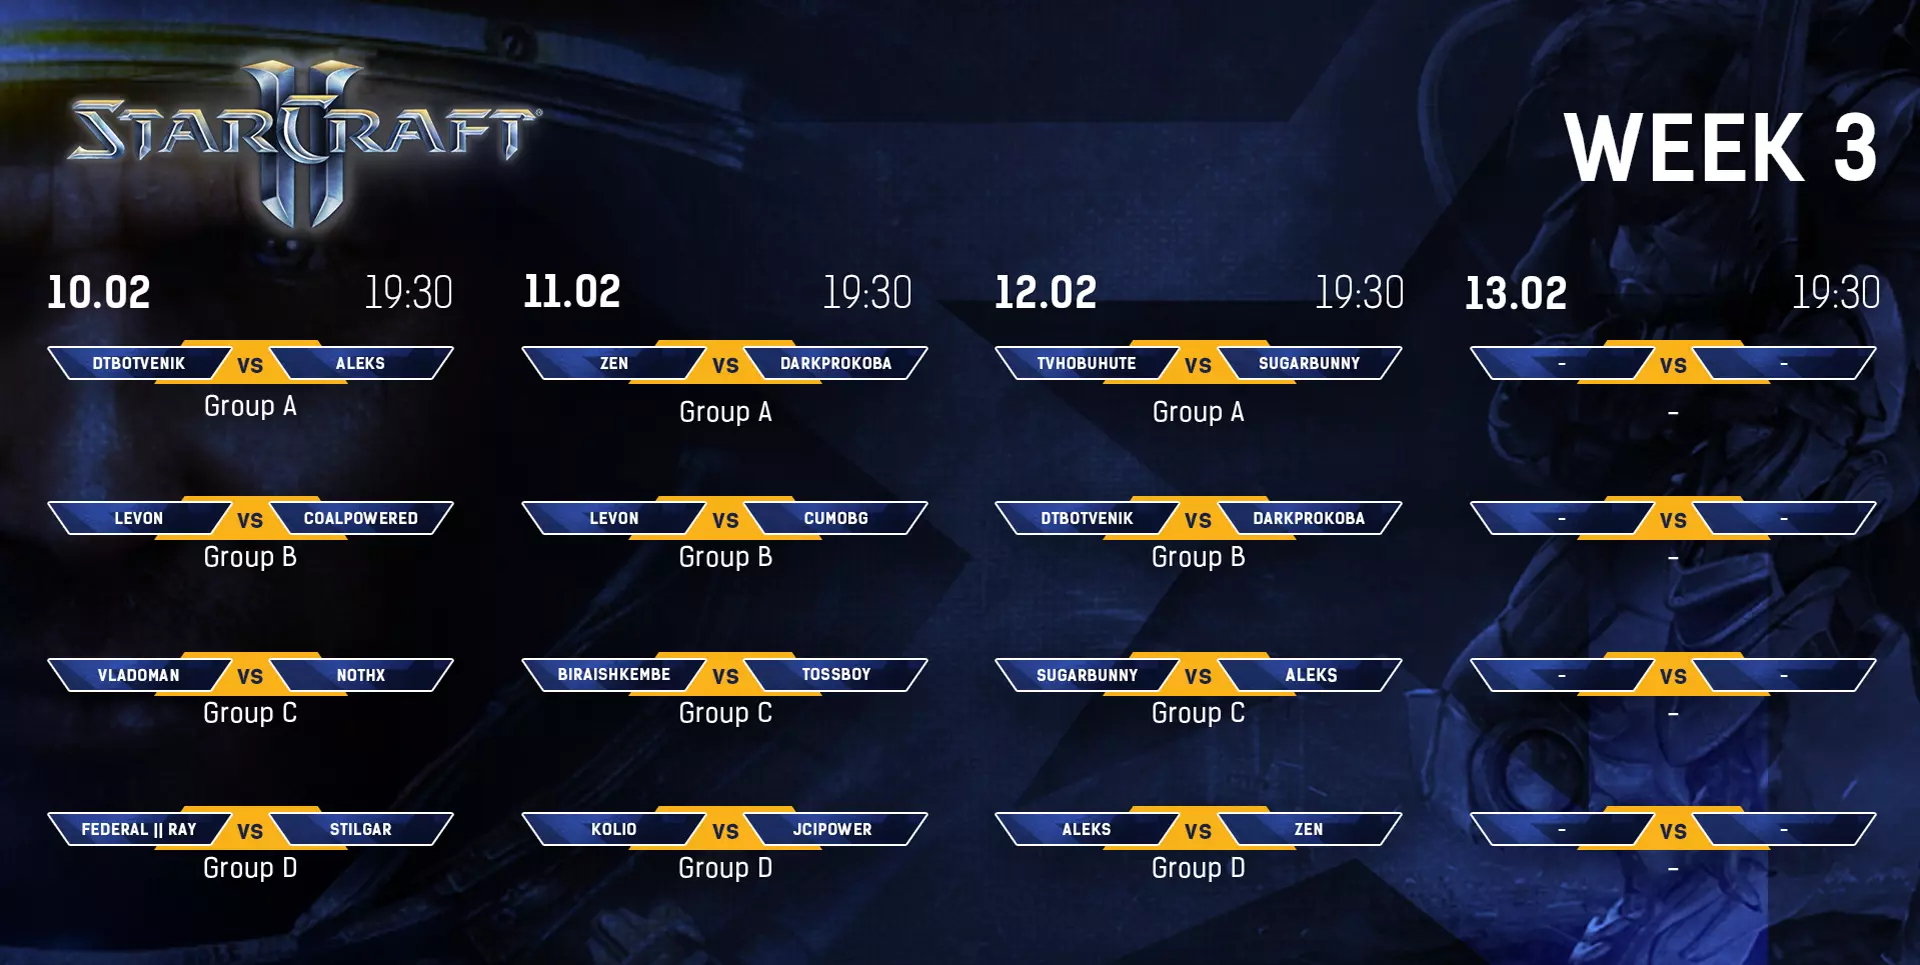 STARCRAFT II
WEEK 3
10.02 19:30
DTBOTVENIK VS ALEKS
Group A
LEVON VS COALPOWERED
Group B
VLADOMAN VS NOTHX
Group C
FEDERAL || RAY VS STILGAR
Group D
11.02 19:30
ZEN VS DARKPROKOBA
Group A
LEVON VS CUMOBG
Group B
BIRAISHKEMBE VS TOSSBOY
Group C
KOLIO VS JCIPOWER
Group D
12.02 19:30
TVHOBUHUTE VS SUGARBUNNY
Group A
DTBOTVENIK VS DARKPROKOBA
Group B
SUGARBUNNY VS ALEKS
Group C
ALEKS VS ZEN
Group D
13.02 19:30
- VS -
-
- VS -
-
- VS -
-
- VS -
-